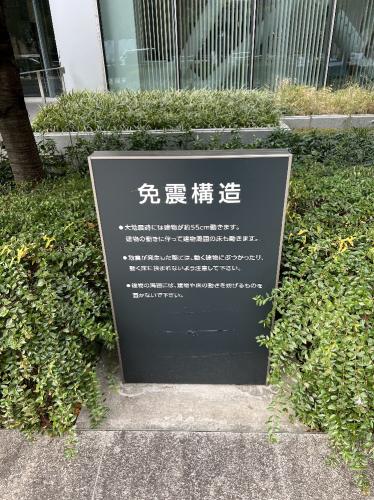 免震構造
●大地震時には建物が約55cm動きます。
建物の動きに伴って建物周囲の床も動きます。
●地震が発生した際には、動く建物にぶつかったり、
動く床に挟まれないよう注意して下さい。
●建物の周囲には、建物や床の動きを妨げるものを
置かないで下さい。